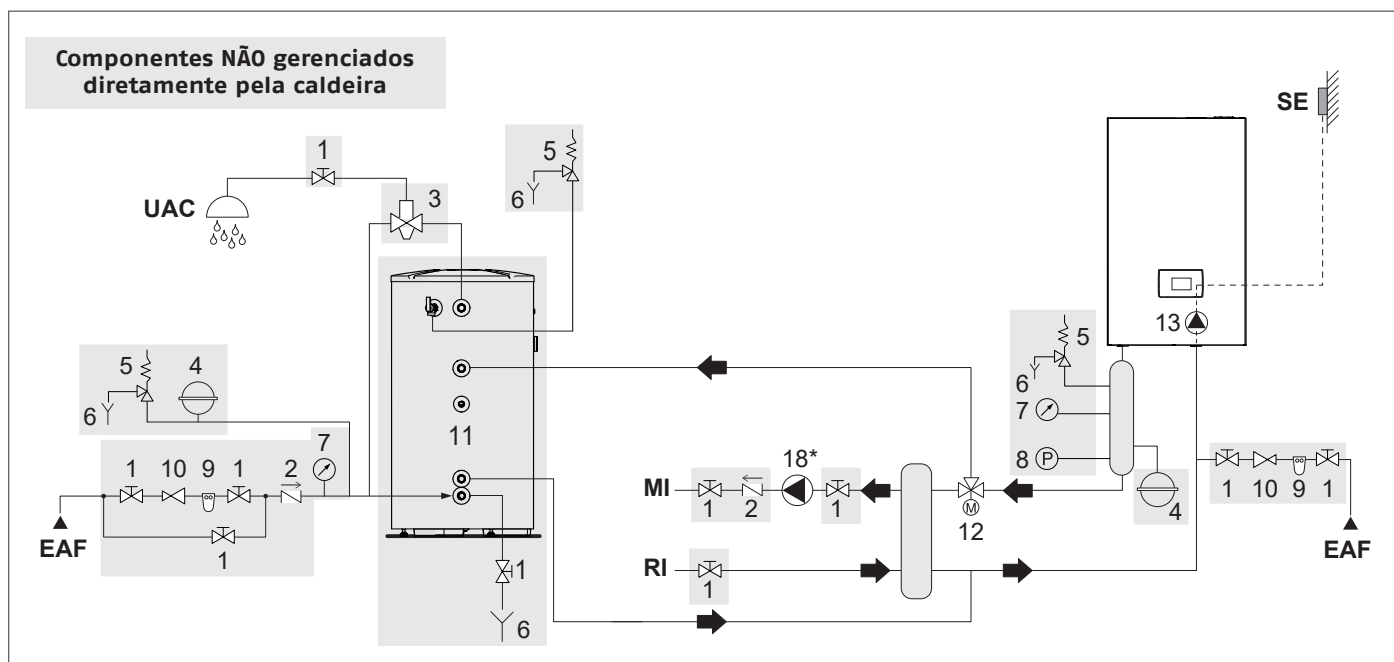 Componentes NÃO gerenciados
diretamente pela caldeira
SE
1
5
6
3
UAC
13
5
4
6
5
6
7
11
7
8 P
1 10 9 1 2
18*
MI
1 2 1
M
12
4
1 10 9 1
EAF
1
EAF
RI
1
1
6